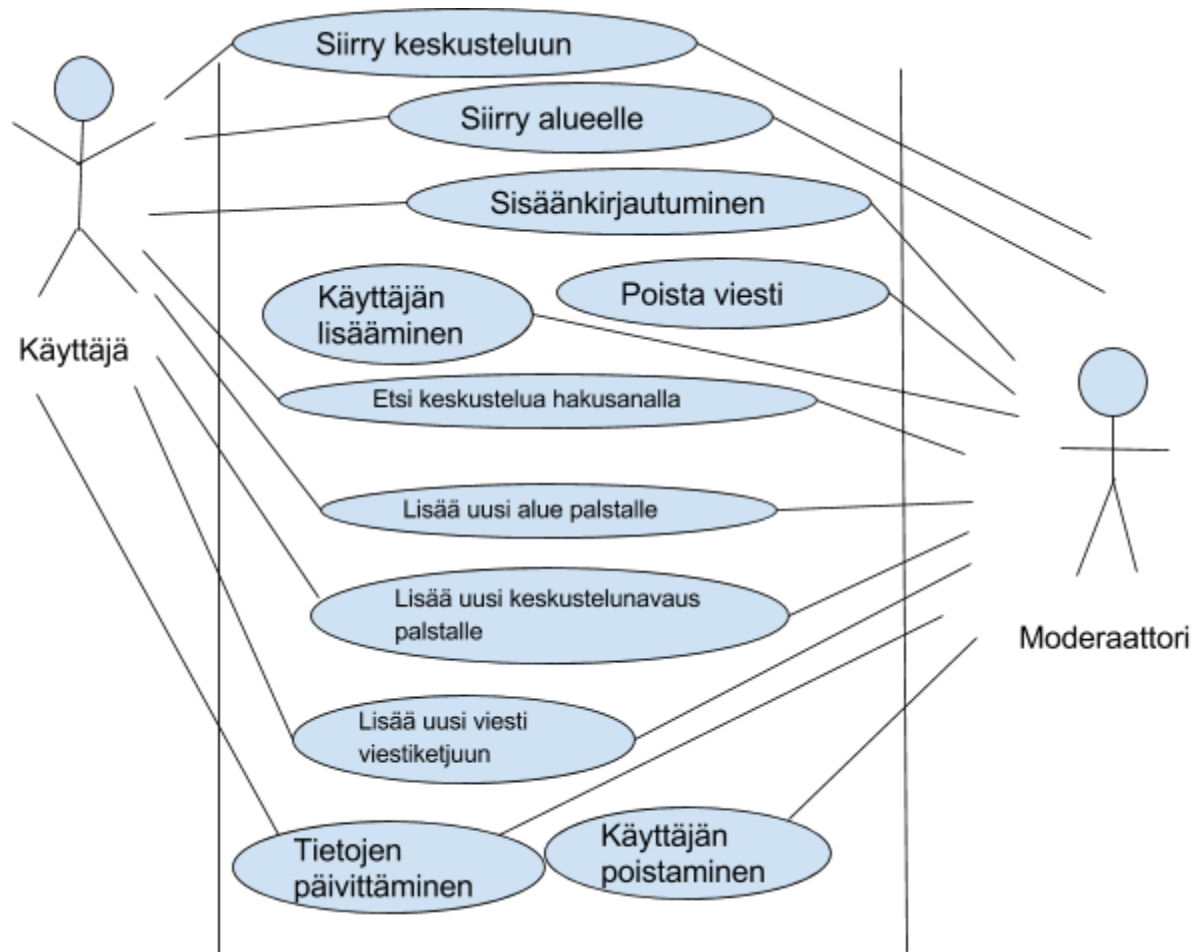 Siirry keskusteluun
Siirry alueelle
Sisäänkirjautuminen
Käyttäjän
lisääminen
Poista viesti
Käyttäjä
Etsi keskustelua hakusanalla
Lisää uusi alue palstalle
Lisää uusi keskustelunavaus
palstalle
Moderaattori
Lisää uusi viesti
viestiketjuun
Tietojen
päivittäminen
Käyttäjän
poistaminen